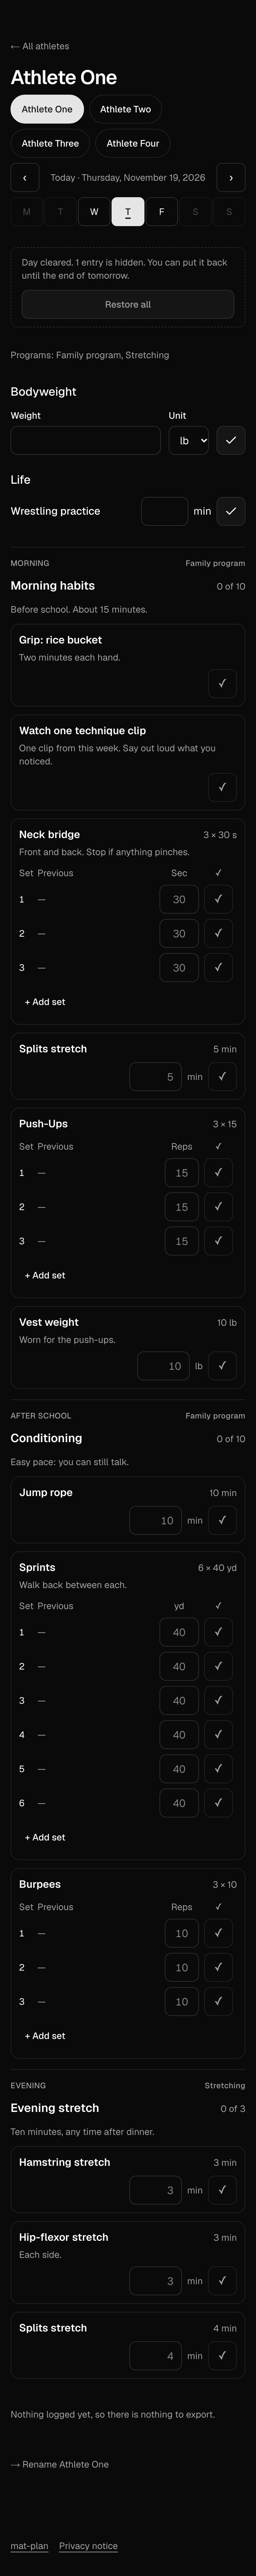 ← All athletes
Athlete One
Athlete One Athlete Two
Athlete Three Athlete Four
‹ Today · Thursday, November 19, 2026 ›
M T W T F S S
Day cleared. 1 entry is hidden. You can put it back
until the end of tomorrow.
Restore all
Programs: Family program, Stretching
Bodyweight
Weight Unit
lb ✓
Life
Wrestling practice min ✓
MORNING Family program
Morning habits 0 of 10
Before school. About 15 minutes.
Grip: rice bucket
Two minutes each hand.
✓
Watch one technique clip
One clip from this week. Say out loud what you
noticed.
✓
Neck bridge 3 × 30 s
Front and back. Stop if anything pinches.
Set Previous Sec ✓
1 — 30 ✓
2 — 30 ✓
3 — 30 ✓
+ Add set
Splits stretch 5 min
5 min ✓
Push-Ups 3 × 15
Set Previous Reps ✓
1 — 15 ✓
2 — 15 ✓
3 — 15 ✓
+ Add set
Vest weight 10 lb
Worn for the push-ups.
10 lb ✓
AFTER SCHOOL Family program
Conditioning 0 of 10
Easy pace: you can still talk.
Jump rope 10 min
10 min ✓
Sprints 6 × 40 yd
Walk back between each.
Set Previous yd ✓
1 — 40 ✓
2 — 40 ✓
3 — 40 ✓
4 — 40 ✓
5 — 40 ✓
6 — 40 ✓
+ Add set
Burpees 3 × 10
Set Previous Reps ✓
1 — 10 ✓
2 — 10 ✓
3 — 10 ✓
+ Add set
EVENING Stretching
Evening stretch 0 of 3
Ten minutes, any time after dinner.
Hamstring stretch 3 min
3 min ✓
Hip-flexor stretch 3 min
Each side.
3 min ✓
Splits stretch 4 min
4 min ✓
Nothing logged yet, so there is nothing to export.
→ Rename Athlete One
mat-plan Privacy notice